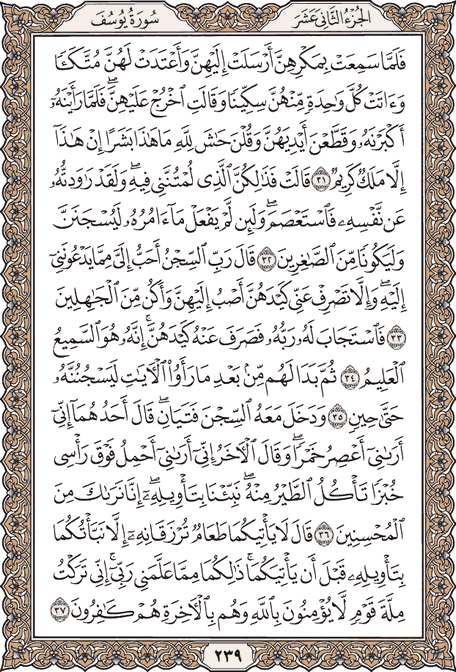 الجزء الثاني عشر سورة يوسف
فَلَمَّا سَمِعَتْ بِمَكْرِهِنَّ أَرْسَلَتْ إِلَيْهِنَّ وَأَعْتَدَتْ لَهُنَّ مُتَّكَـًٔا
وَءَاتَتْ كُلَّ وَٰحِدَةٍ مِّنْهُنَّ سِكِّينًا وَقَالَتِ ٱخْرُجْ عَلَيْهِنَّ ۖ فَلَمَّا رَأَيْنَهُۥٓ
أَكْبَرْنَهُۥ وَقَطَّعْنَ أَيْدِيَهُنَّ وَقُلْنَ حَٰشَ لِلَّهِ مَا هَٰذَا بَشَرًا إِنْ هَٰذَآ
إِلَّا مَلَكٌ كَرِيمٌ ٣١ قَالَتْ فَذَٰلِكُنَّ ٱلَّذِى لُمْتُنَّنِى فِيهِ ۖ وَلَقَدْ رَٰوَدتُّهُۥ
عَن نَّفْسِهِۦ فَٱسْتَعْصَمَ ۖ وَلَئِن لَّمْ يَفْعَلْ مَآ ءَامُرُهُۥ لَيُسْجَنَنَّ
وَلَيَكُونًا مِّنَ ٱلصَّٰغِرِينَ ٣٢ قَالَ رَبِّ ٱلسِّجْنُ أَحَبُّ إِلَىَّ مِمَّا يَدْعُونَنِىٓ
إِلَيْهِ ۖ وَإِلَّا تَصْرِفْ عَنِّى كَيْدَهُنَّ أَصْبُ إِلَيْهِنَّ وَأَكُن مِّنَ ٱلْجَٰهِلِينَ
٣٣ فَٱسْتَجَابَ لَهُۥ رَبُّهُۥ فَصَرَفَ عَنْهُ كَيْدَهُنَّ ۚ إِنَّهُۥ هُوَ ٱلسَّمِيعُ
ٱلْعَلِيمُ ٣٤ ثُمَّ بَدَا لَهُم مِّنۢ بَعْدِ مَا رَأَوُا۟ ٱلْـَٔايَٰتِ لَيَسْجُنُنَّهُۥ
حَتَّىٰ حِينٍ ٣٥ وَدَخَلَ مَعَهُ ٱلسِّجْنَ فَتَيَانِ ۖ قَالَ أَحَدُهُمَآ إِنِّىٓ
أَرَىٰنِىٓ أَعْصِرُ خَمْرًا ۖ وَقَالَ ٱلْـَٔاخَرُ إِنِّىٓ أَرَىٰنِىٓ أَحْمِلُ فَوْقَ رَأْسِى
خُبْزًا تَأْكُلُ ٱلطَّيْرُ مِنْهُ ۖ نَبِّئْنَا بِتَأْوِيلِهِۦٓ ۖ إِنَّا نَرَىٰكَ مِنَ
ٱلْمُحْسِنِينَ ٣٦ قَالَ لَا يَأْتِيكُمَا طَعَامٌ تُرْزَقَانِهِۦٓ إِلَّا نَبَّأْتُكُمَا
بِتَأْوِيلِهِۦ قَبْلَ أَن يَأْتِيَكُمَا ۚ ذَٰلِكُمَا مِمَّا عَلَّمَنِى رَبِّىٓ ۚ إِنِّى تَرَكْتُ
مِلَّةَ قَوْمٍ لَّا يُؤْمِنُونَ بِٱللَّهِ وَهُم بِٱلْـَٔاخِرَةِ هُمْ كَٰفِرُونَ ٣٧
٢٣٩